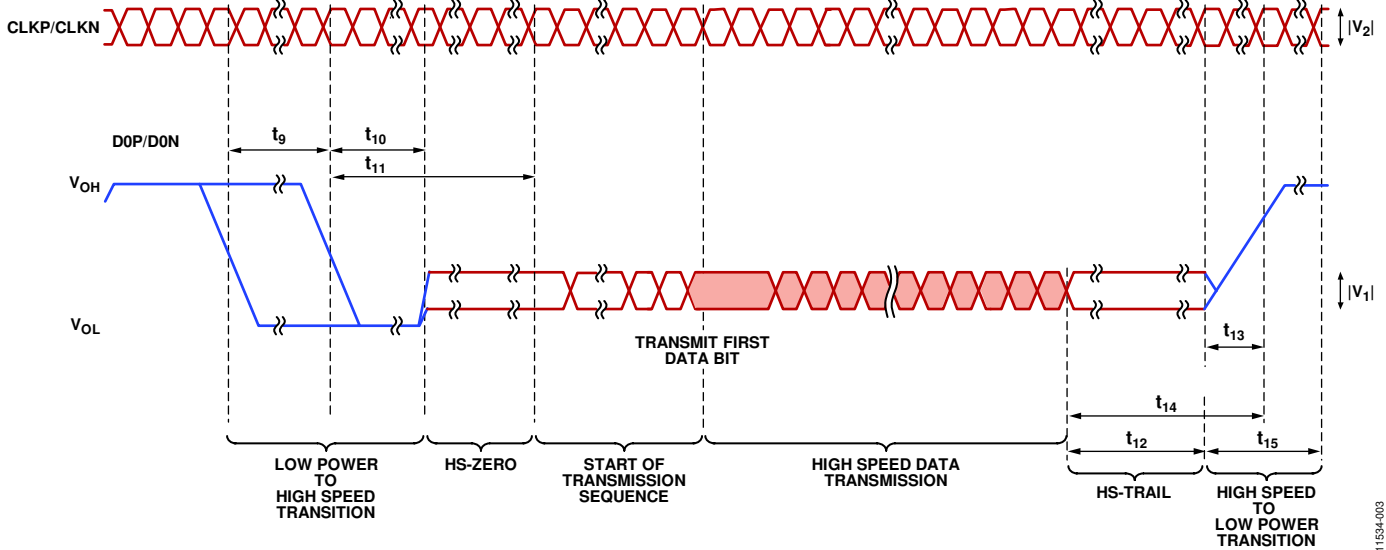 CLKP/CLKN
|V2|
D0P/D0N
t9
t10
t11
VOH
VOL
|V1|
TRANSMIT FIRST
DATA BIT
t13
t14
t12
t15
LOW POWER
TO
HIGH SPEED
TRANSITION
HS-ZERO
START OF
TRANSMISSION
SEQUENCE
HIGH SPEED DATA
TRANSMISSION
HS-TRAIL
HIGH SPEED
TO
LOW POWER
TRANSITION
11534-003